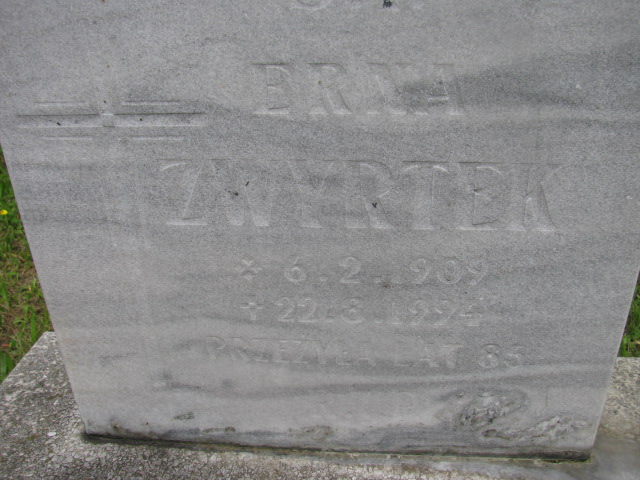 ERNA
ZWYRTEK
* 6.2.1909
+ 22.8.1994
PRZEŻYŁA LAT 85